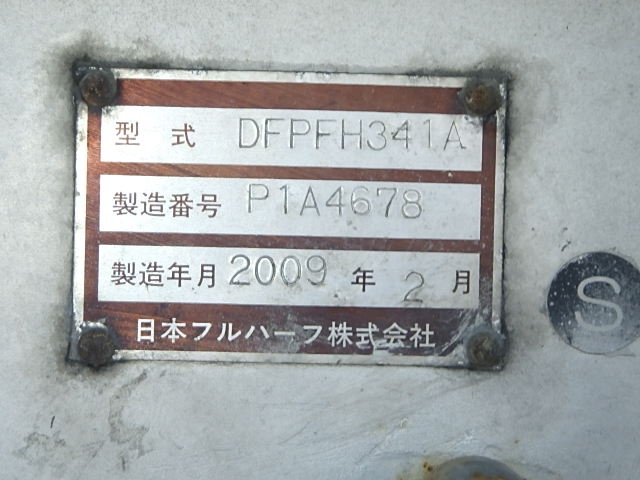 型式 DFPFH341A
製造番号 P1A4678
製造年月 2009 年 2 月
日本フルハーフ株式会社
S